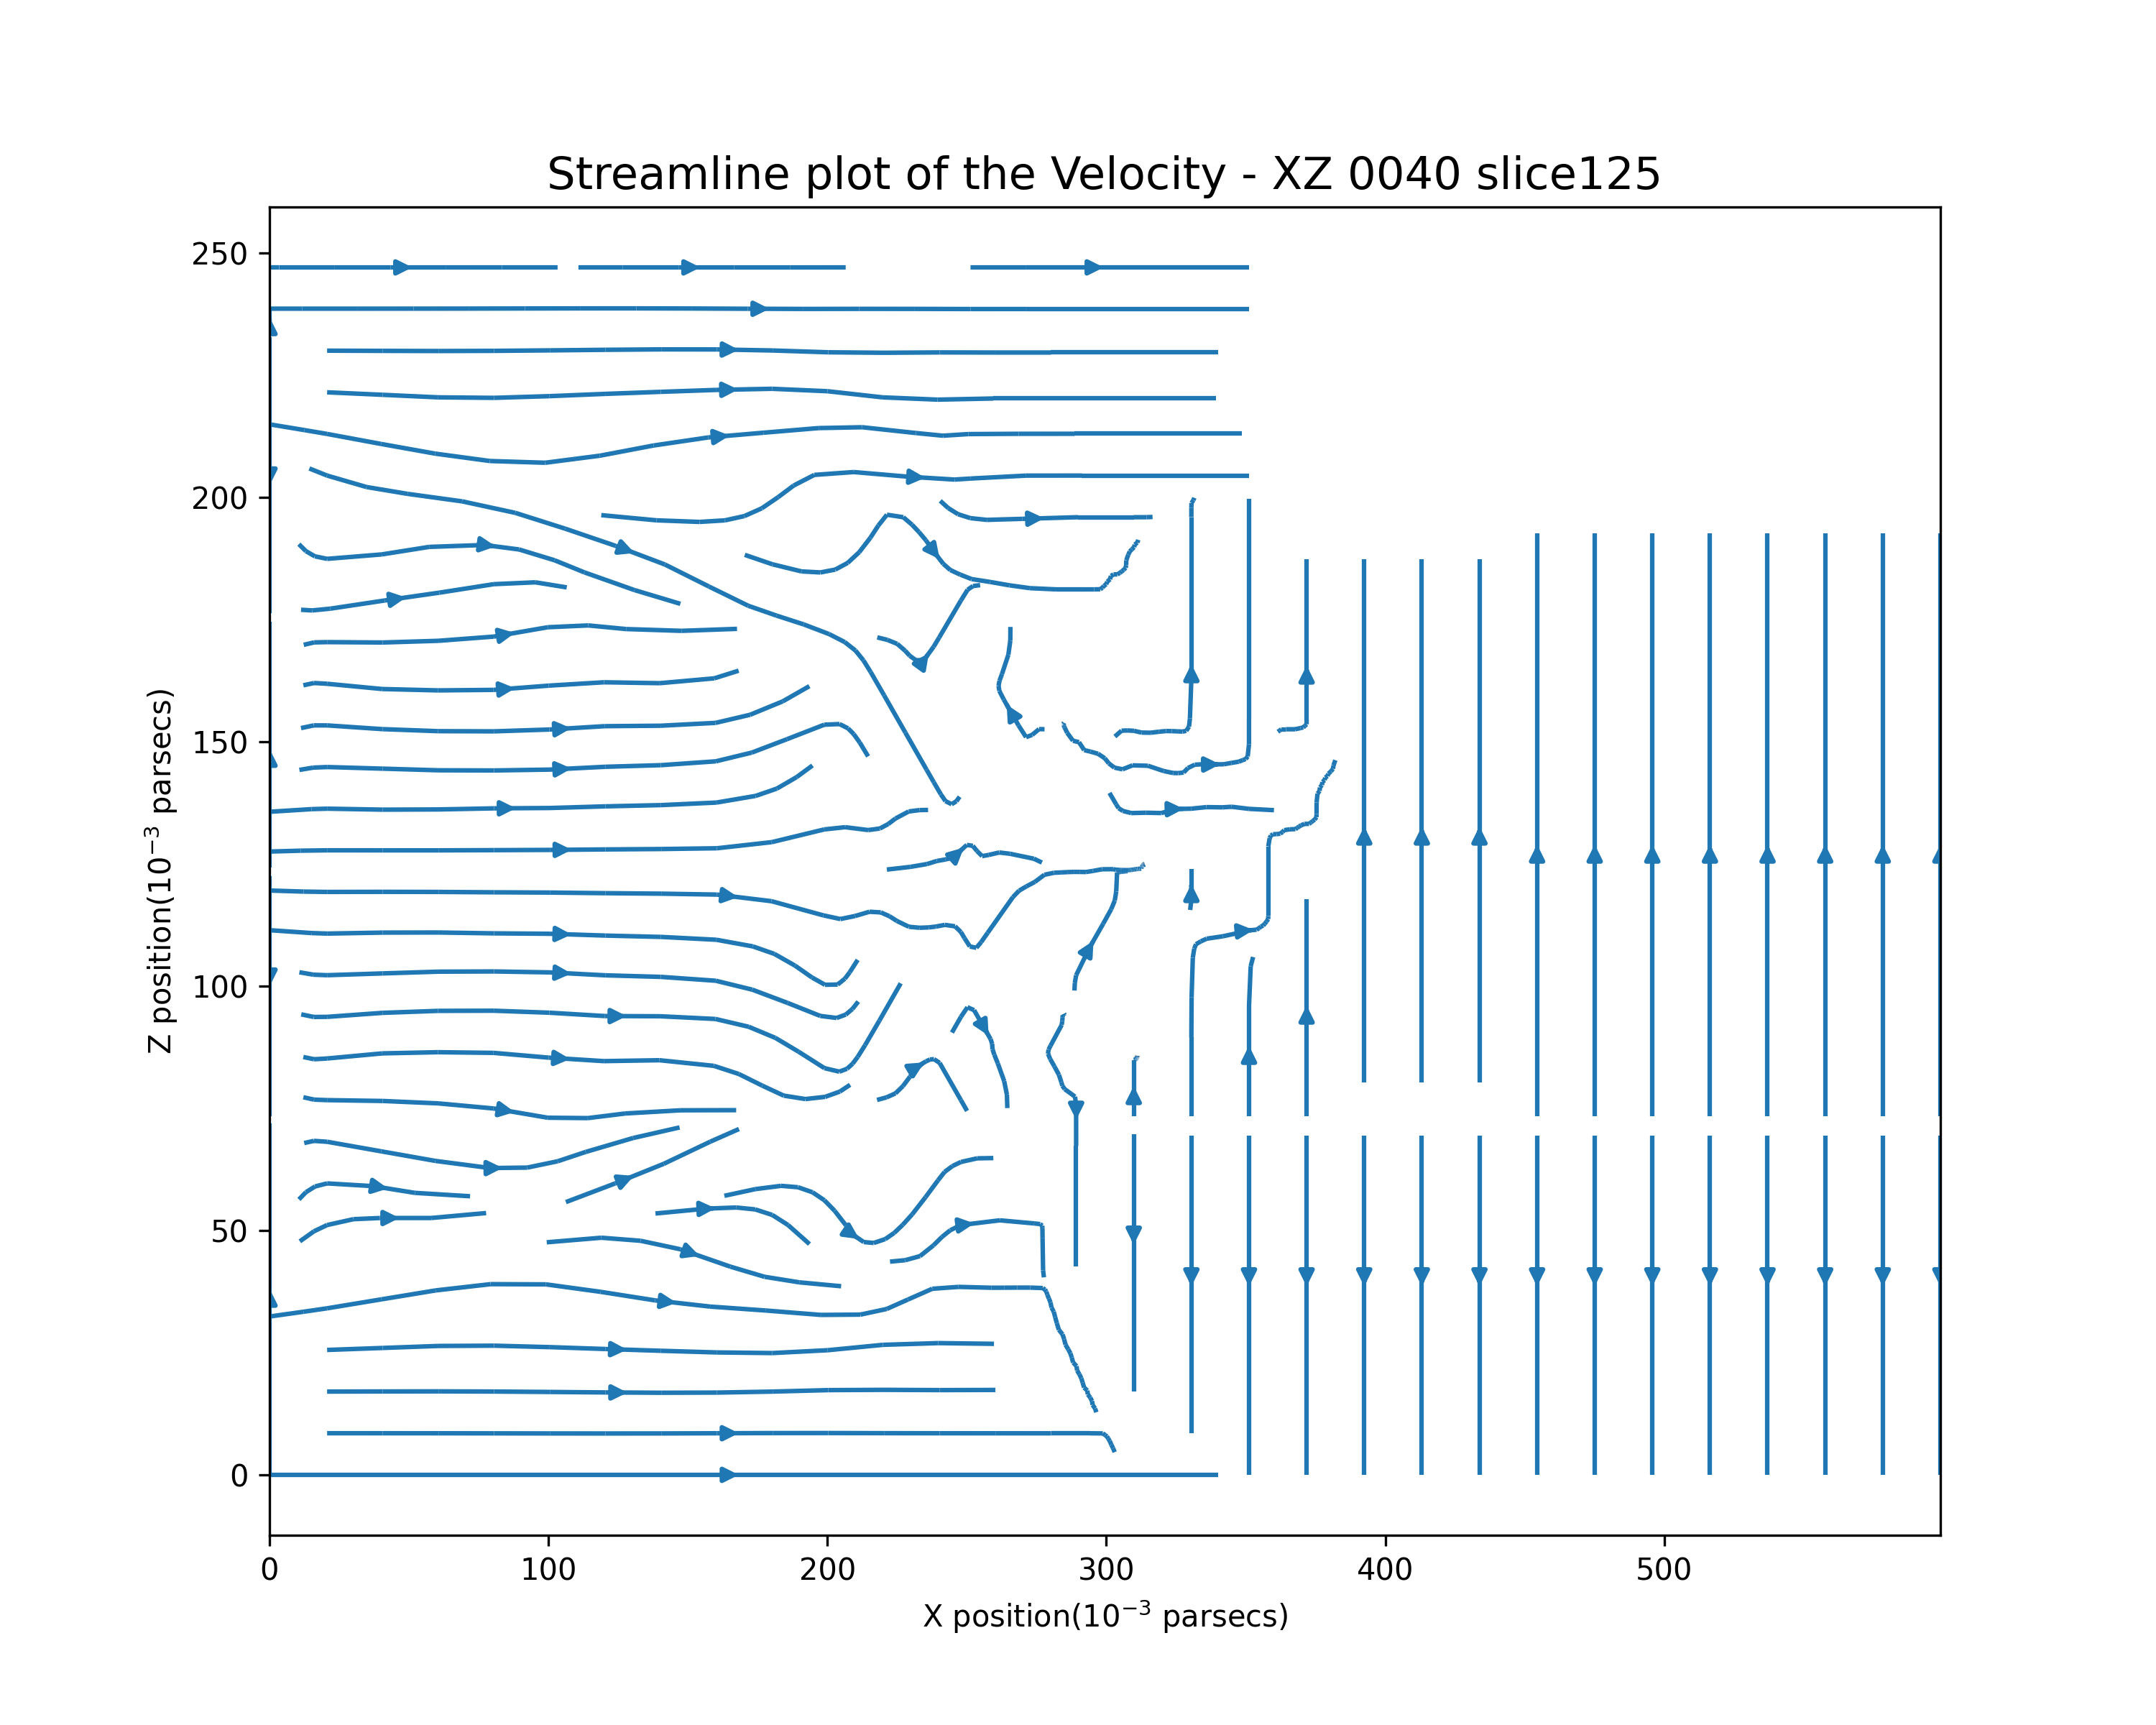 Streamline plot of the Velocity - XZ 0040 slice125
250
200
150
100
50
0
Z position(10⁻³ parsecs)
0 100 200 300 400 500
X position(10⁻³ parsecs)